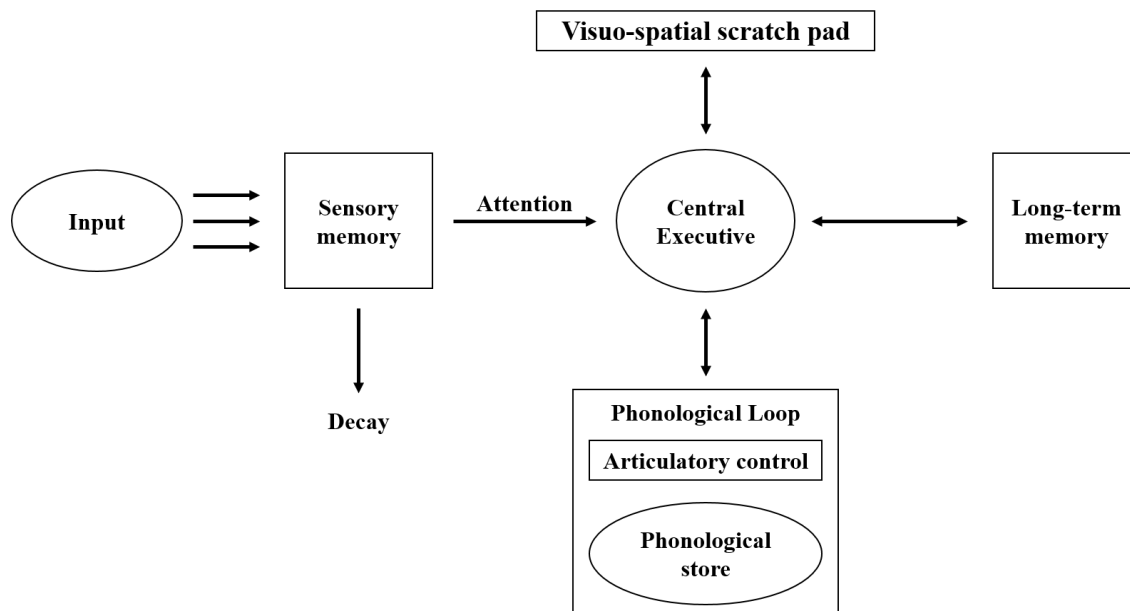 Visuo-spatial scratch pad
Input
Sensory
memory
Attention
Central
Executive
Long-term
memory
Decay
Phonological Loop
Articulatory control
Phonological
store